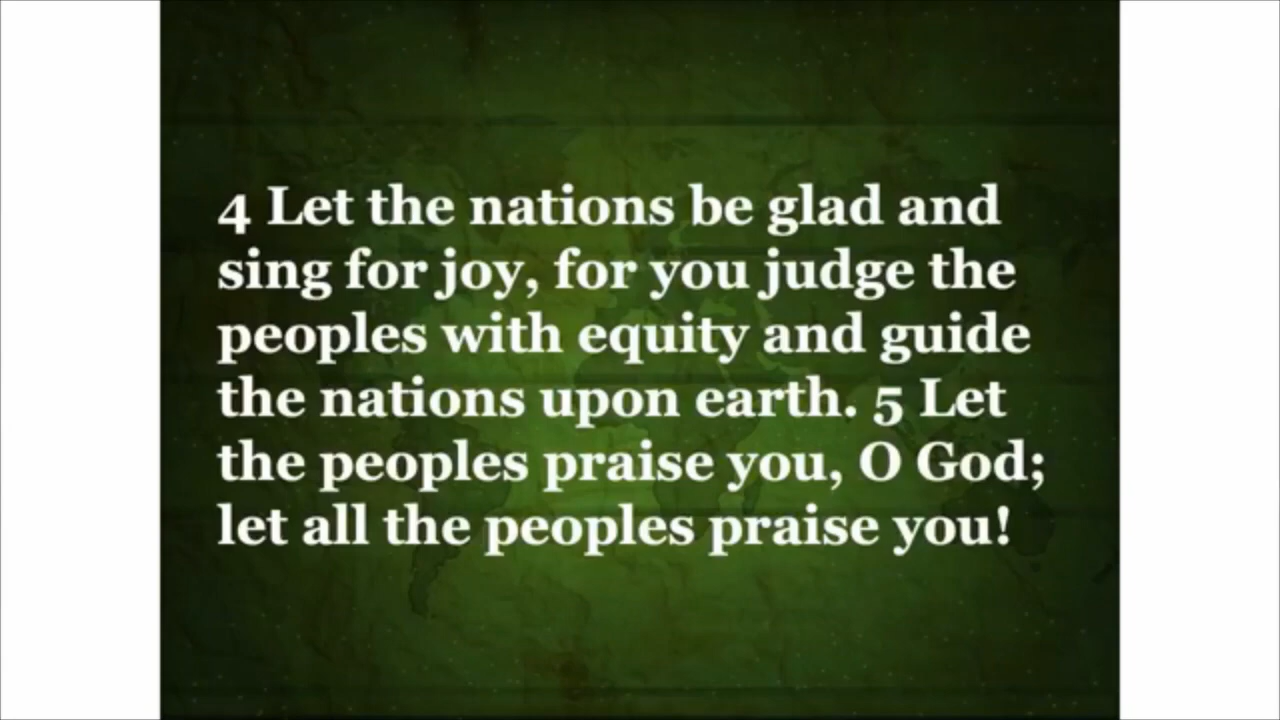 4 Let the nations be glad and
sing for joy, for you judge the
peoples with equity and guide
the nations upon earth. 5 Let
the peoples praise you, O God;
let all the peoples praise you!